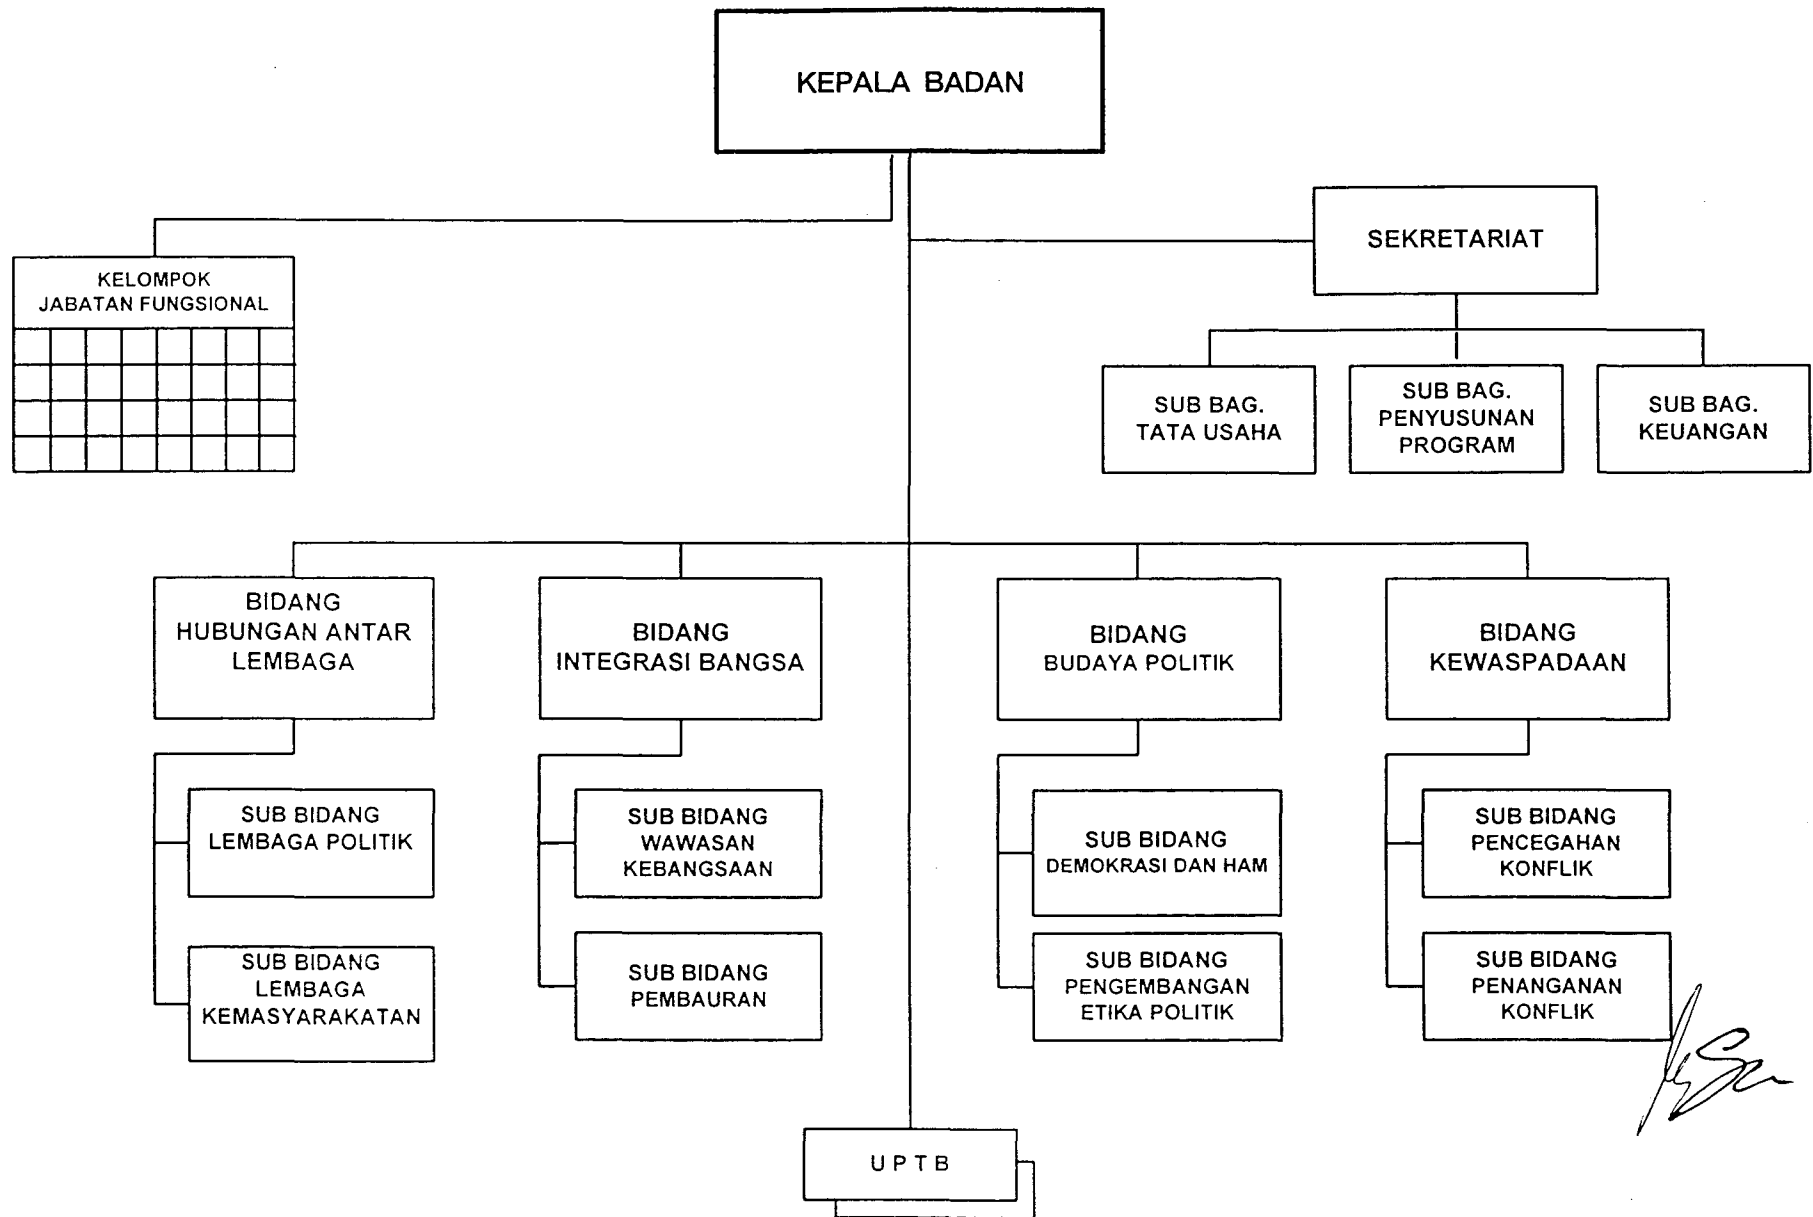 KEPALA BADAN
SEKRETARIAT
KELOMPOK
JABATAN FUNGSIONAL
SUB BAG.
TATA USAHA
SUB BAG.
PENYUSUNAN
PROGRAM
SUB BAG.
KEUANGAN
BIDANG
HUBUNGAN ANTAR
LEMBAGA
BIDANG
INTEGRASI BANGSA
BIDANG
BUDAYA POLITIK
BIDANG
KEWASPADAAN
SUB BIDANG
LEMBAGA POLITIK
SUB BIDANG
WAWASAN
KEBANGSAAN
SUB BIDANG
DEMOKRASI DAN HAM
SUB BIDANG
PENCEGAHAN
KONFLIK
SUB BIDANG
LEMBAGA
KEMASYARAKATAN
SUB BIDANG
PEMBAURAN
SUB BIDANG
PENGEMBANGAN
ETIKA POLITIK
SUB BIDANG
PENANGANAN
KONFLIK
U P T B